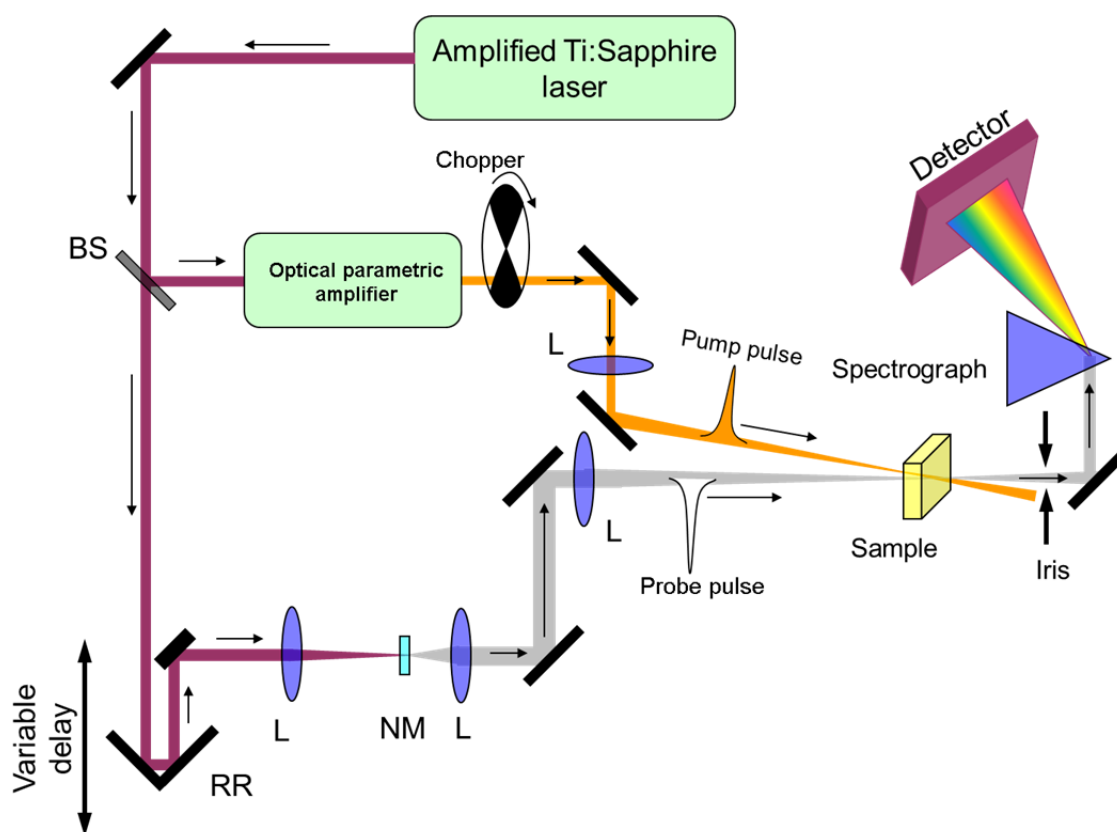 Amplified Ti:Sapphire
laser
Chopper
Detector
BS
Optical parametric
amplifier
L
Pump pulse
Spectrograph
L
Sample
Iris
Probe pulse
Variable
delay
L
NM
L
RR